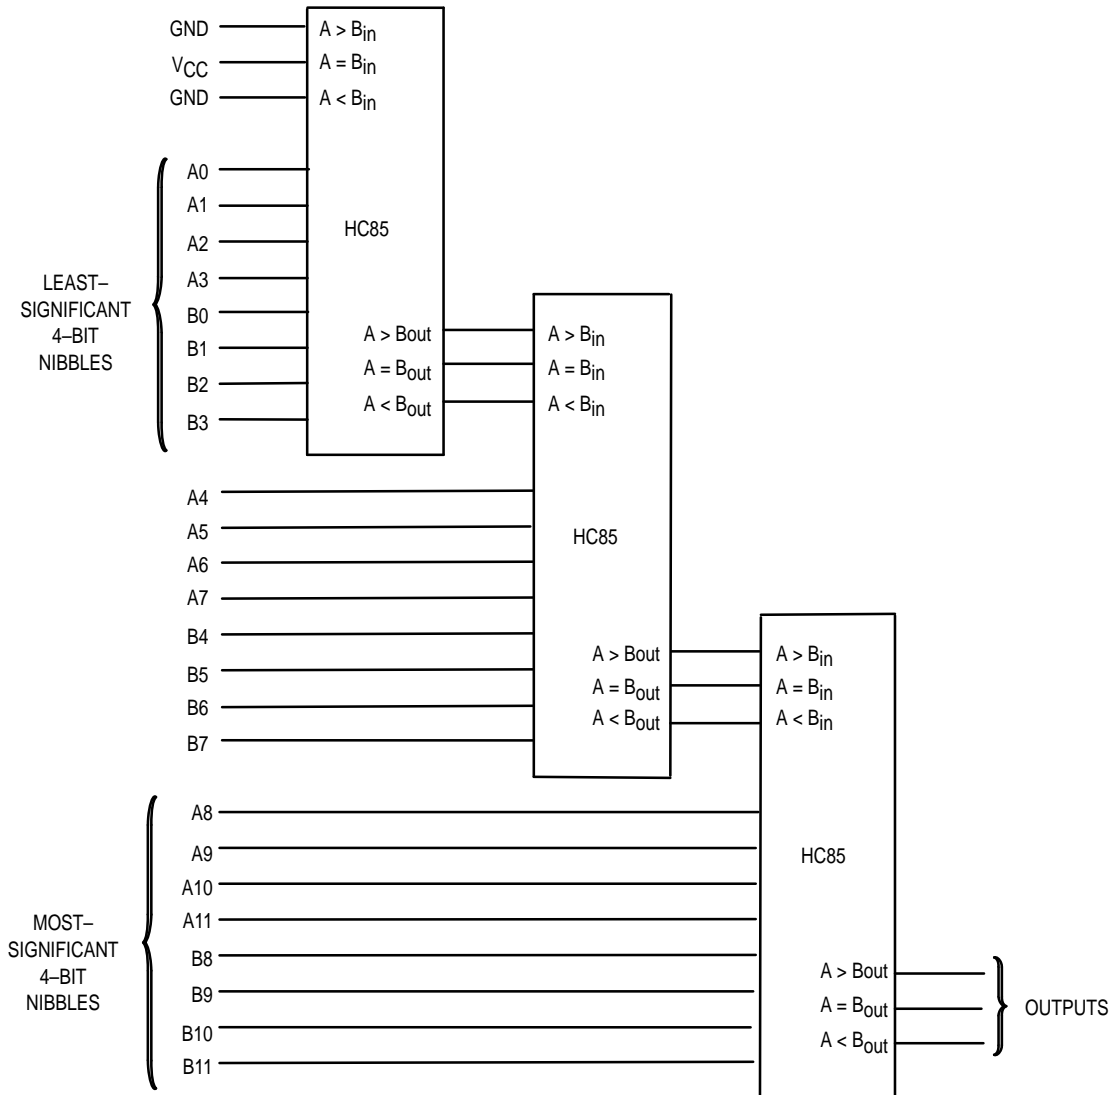 GND
VCC
GND
A > Bin
A = Bin
A < Bin
A0
A1
A2
A3
B0
B1
B2
B3
LEAST–
SIGNIFICANT
4–BIT
NIBBLES
HC85
A > Bout
A = Bout
A < Bout
A > Bin
A = Bin
A < Bin
A4
A5
A6
A7
B4
B5
B6
B7
HC85
A > Bout
A = Bout
A < Bout
A > Bin
A = Bin
A < Bin
A8
A9
A10
A11
B8
B9
B10
B11
MOST–
SIGNIFICANT
4–BIT
NIBBLES
HC85
A > Bout
A = Bout
A < Bout
OUTPUTS